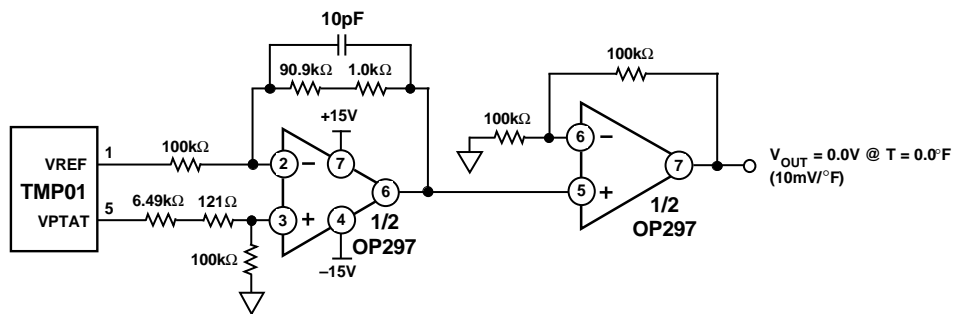 10pF
90.9kΩ 1.0kΩ
+15V
100kΩ
1
VREF
TMP01
VPTAT
5
6.49kΩ 121Ω
100kΩ
2 −
3 +
7
4
6
–15V
1/2
OP297
100kΩ
100kΩ
6 −
5 +
7
1/2
OP297
VOUT = 0.0V @ T = 0.0°F
(10mV/°F)